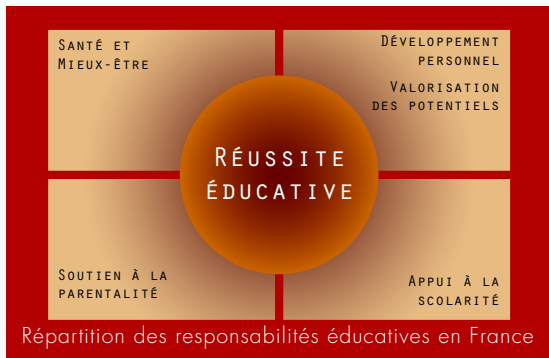 Santé et
Mieux-être
Développement
personnel
Valorisation
des potentiels
Réussite
éducative
Soutien à la
parentalité
Appui à la
scolarité
Répartition des responsabilités éducatives en France